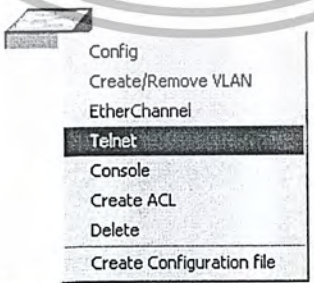 Config
Create/Remove VLAN
EtherChannel
Telnet
Console
Create ACL
Delete
Create Configuration file